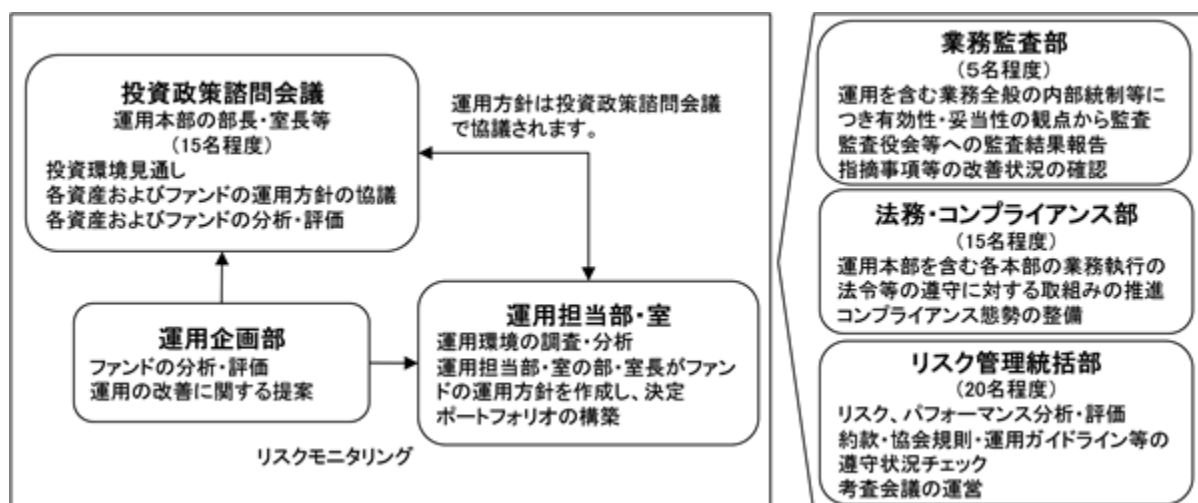 投資政策諮問会議
運用本部の部長・室長等
(15名程度)
投資環境見通し
各資産およびファンドの運用方針の協議
各資産およびファンドの分析・評価
運用方針は投資政策諮問会議
で協議されます。
運用企画部
ファンドの分析・評価
運用の改善に関する提案
運用担当部・室
運用環境の調査・分析
運用担当部・室の部・室長がファン
ドの運用方針を作成し、決定
ポートフォリオの構築
リスクモニタリング
業務監査部
(5名程度)
運用を含む業務全般の内部統制等に
つき有効性・妥当性の観点から監査
監査役会等への監査結果報告
指摘事項等の改善状況の確認
法務・コンプライアンス部
(15名程度)
運用本部を含む各本部の業務執行の
法令等の遵守に対する取組みの推進
コンプライアンス態勢の整備
リスク管理統括部
(20名程度)
リスク、パフォーマンス分析・評価
約款・協会規則・運用ガイドライン等の
遵守状況チェック
考査会議の運営